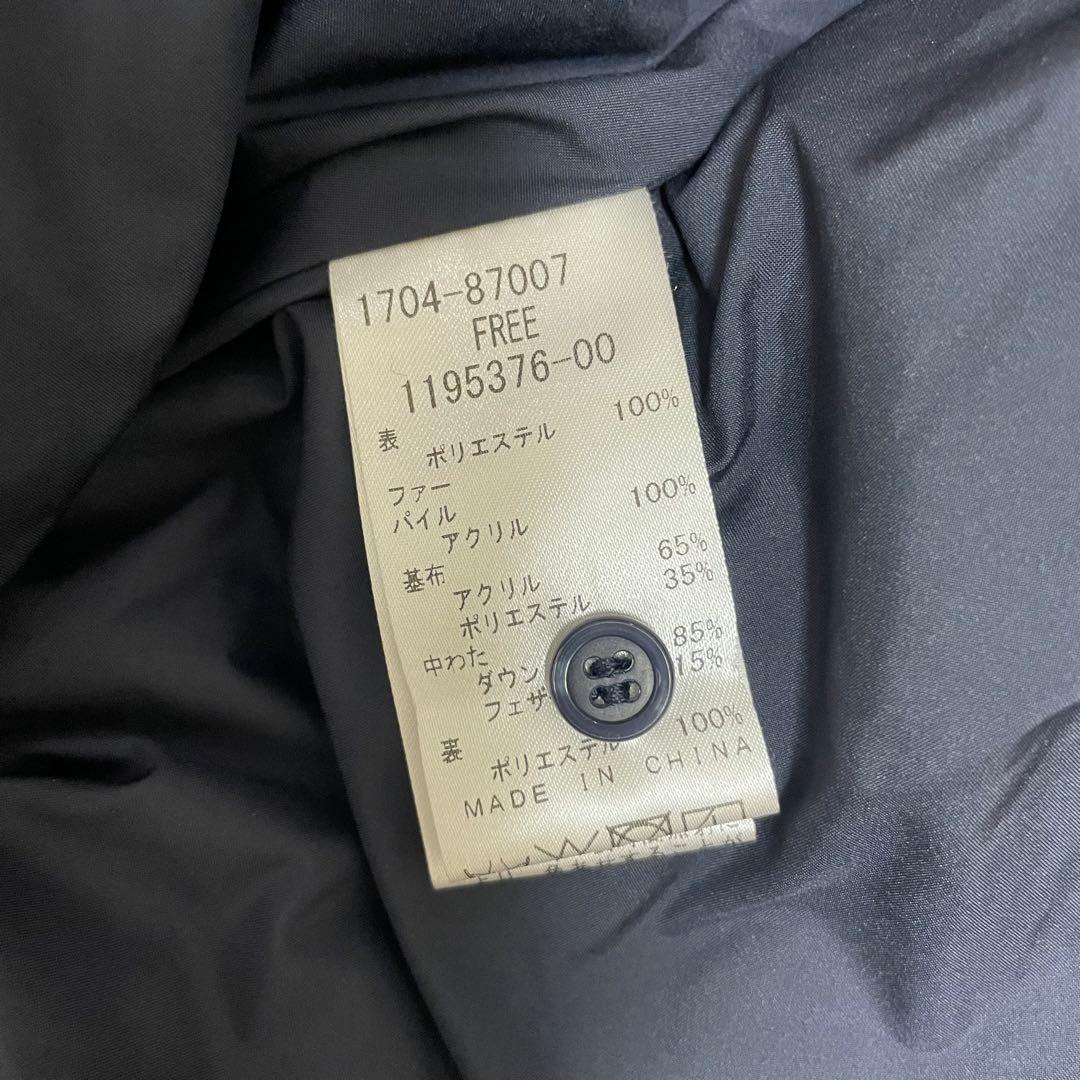 1704-87007
FREE
1195376-00
表
ポリエステル 100%
ファー
パイル
アクリル 100%
基布
アクリル 65%
ポリエステル 35%
中わた
ダウン 85%
フェザ 15%
裏
ポリエステル 100%
MADE IN CHINA